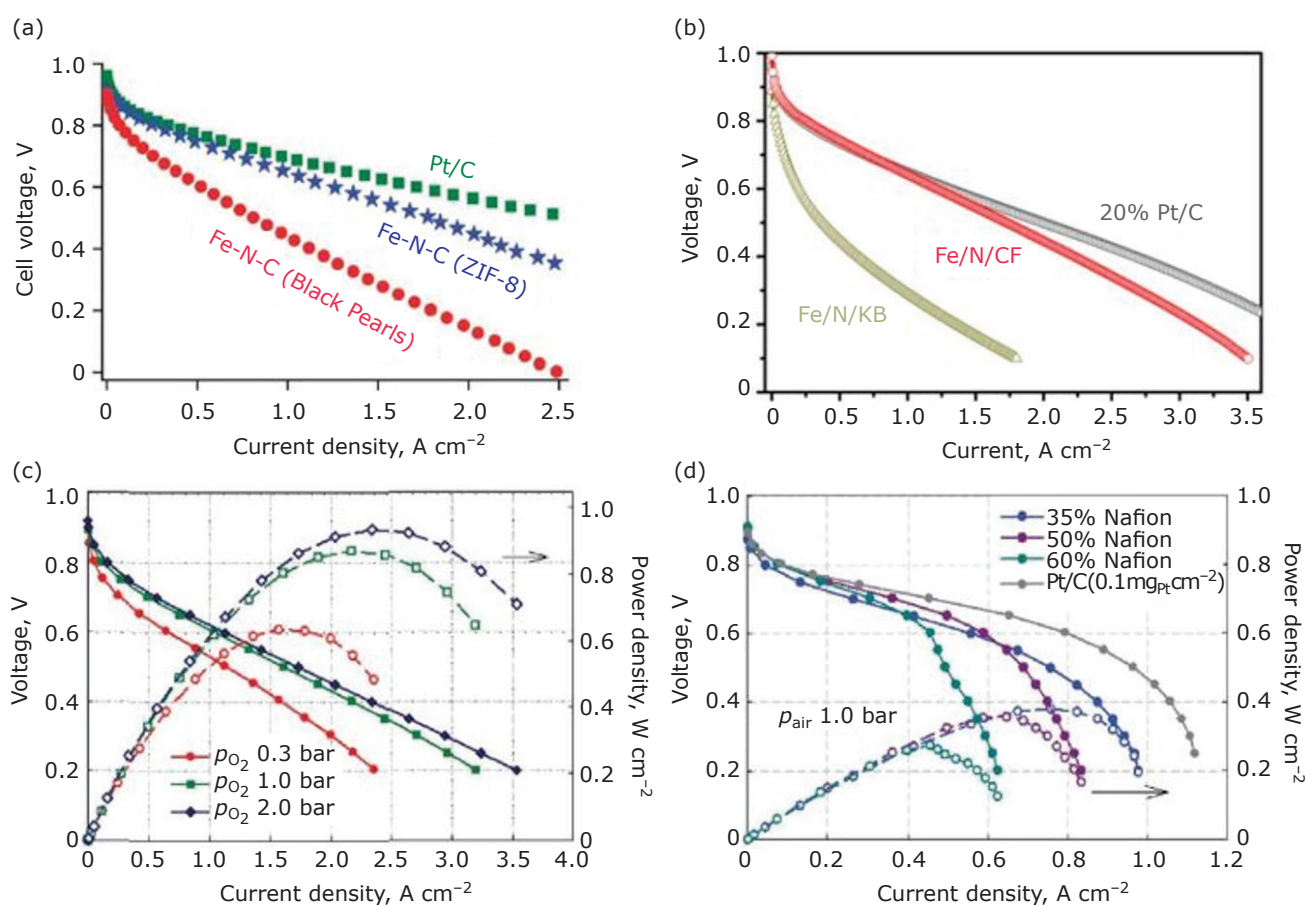 (a)
1.0
0.8
0.6
0.4
0.2
0
Cell voltage, V
Pt/C
Fe-N-C (ZIF-8)
Fe-N-C (Black Pearls)
0 0.5 1.0 1.5 2.0 2.5
Current density, A cm⁻²
(b)
1.0
0.8
0.6
0.4
0.2
0
Voltage, V
20% Pt/C
Fe/N/CF
Fe/N/KB
0 0.5 1.0 1.5 2.0 2.5 3.0 3.5
Current, A cm⁻²
(c)
1.0
0.8
0.6
0.4
0.2
0
Voltage, V
pO₂ 0.3 bar
pO₂ 1.0 bar
pO₂ 2.0 bar
1.0
0.8
0.6
0.4
0.2
0
Power density, W cm⁻²
0 0.5 1.0 1.5 2.0 2.5 3.0 3.5 4.0
Current density, A cm⁻²
(d)
1.0
0.8
0.6
0.4
0.2
0
Voltage, V
35% Nafion
50% Nafion
60% Nafion
Pt/C(0.1mgPtcm⁻²)
pair 1.0 bar
1.0
0.8
0.6
0.4
0.2
0
Power density, W cm⁻²
0 0.2 0.4 0.6 0.8 1.0 1.2
Current density, A cm⁻²